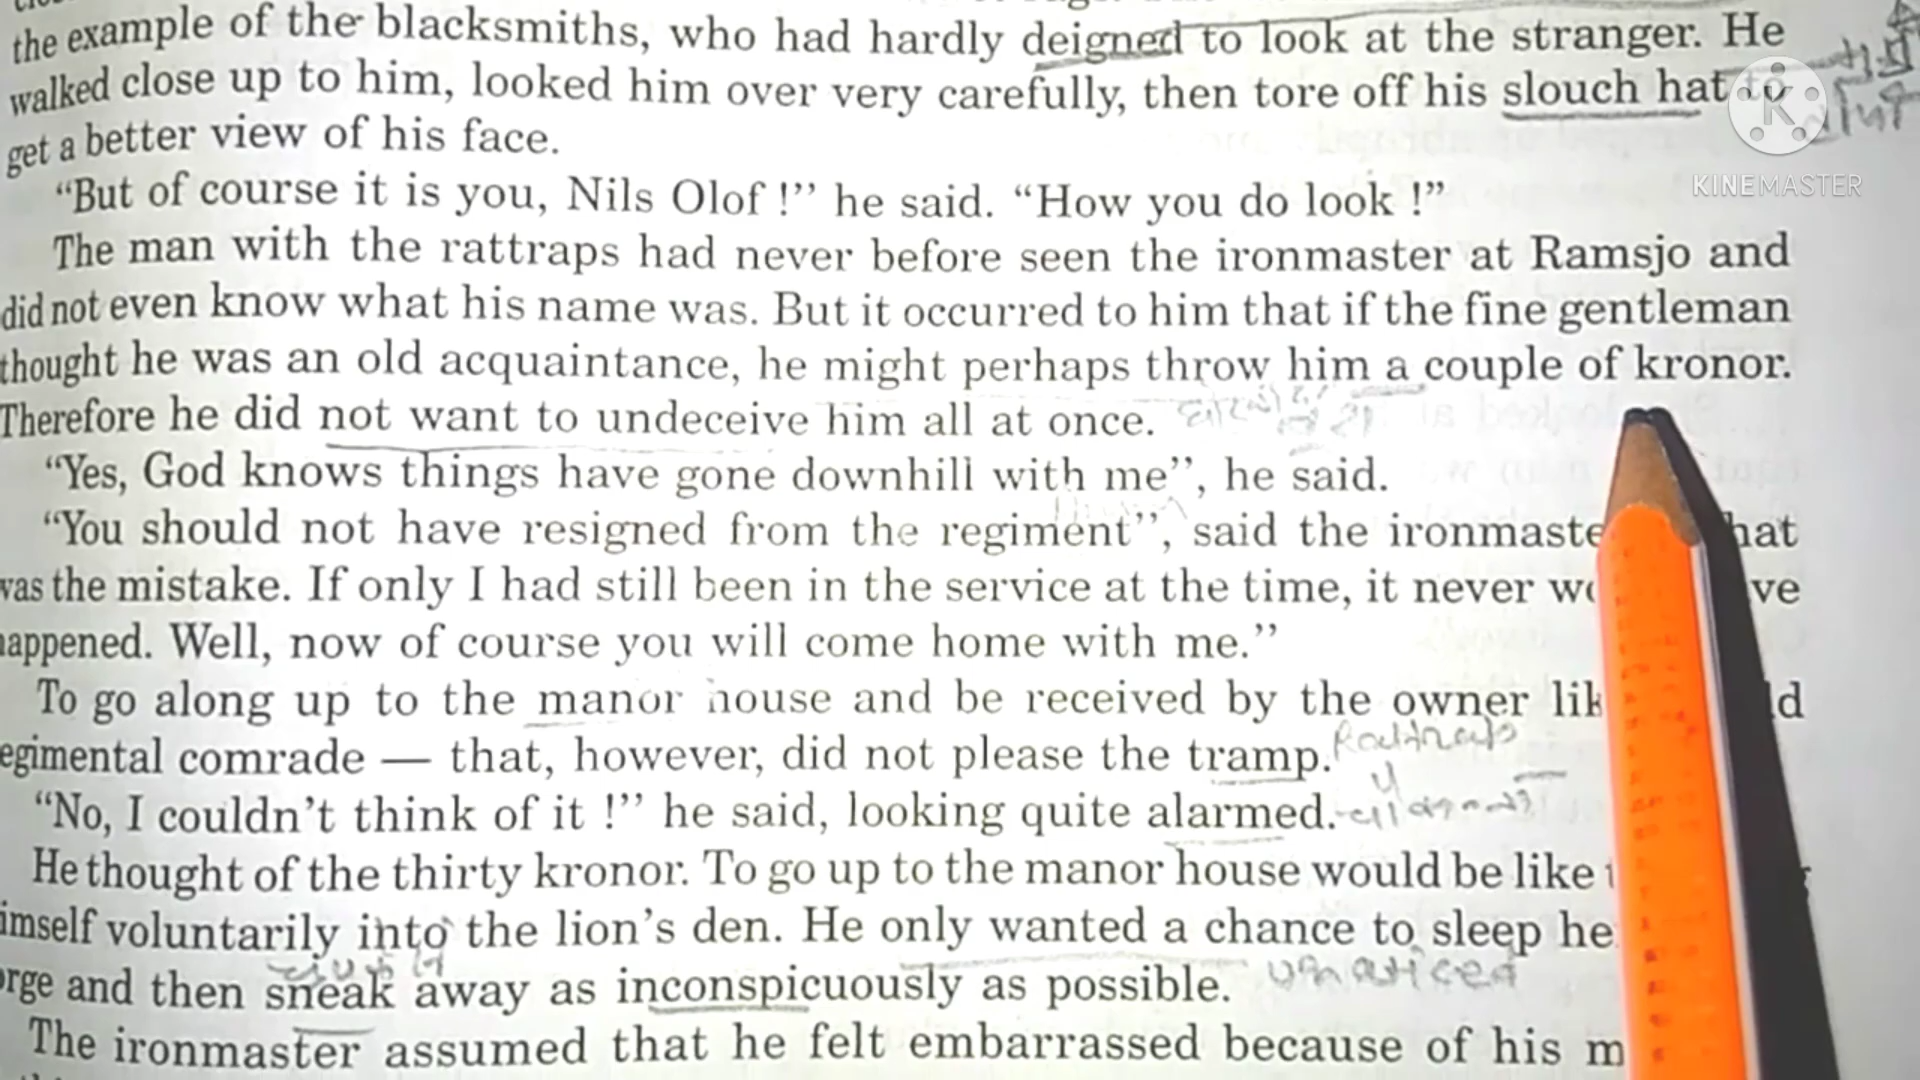 the example of the blacksmiths, who had hardly deigned to look at the stranger. He
walked close up to him, looked him over very carefully, then tore off his slouch hat to
get a better view of his face.
KINEMASTER
“But of course it is you, Nils Olof !” he said. “How you do look !”
The man with the rattraps had never before seen the ironmaster at Ramsjo and
did not even know what his name was. But it occurred to him that if the fine gentleman
thought he was an old acquaintance, he might perhaps throw him a couple of kronor.
Therefore he did not want to undeceive him all at once.
“Yes, God knows things have gone downhill with me”, he said.
“You should not have resigned from the regiment”, said the ironmaste hat
was the mistake. If only I had still been in the service at the time, it never wo ve
happened. Well, now of course you will come home with me.”
To go along up to the manor house and be received by the owner lik ld
egimental comrade — that, however, did not please the tramp.
Rattraps
“No, I couldn’t think of it !” he said, looking quite alarmed.
He thought of the thirty kronor. To go up to the manor house would be like t
imself voluntarily into the lion’s den. He only wanted a chance to sleep he
orge and then sneak away as inconspicuously as possible.
unnoticed
The ironmaster assumed that he felt embarrassed because of his m